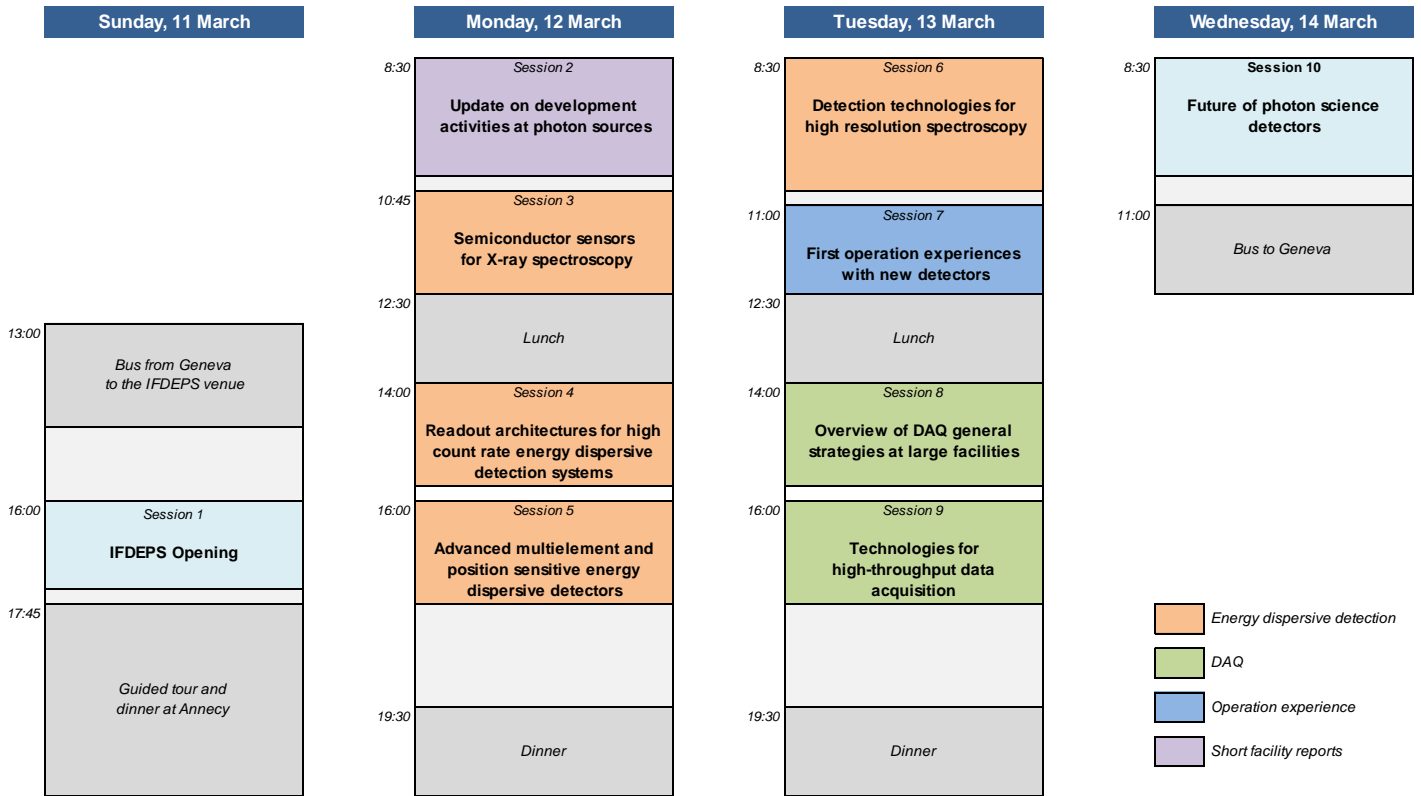 Sunday, 11 March
13:00
Bus from Geneva
to the IFDEPS venue
16:00
Session 1
IFDEPS Opening
17:45
Guided tour and
dinner at Annecy
Monday, 12 March
8:30
Session 2
Update on development
activities at photon sources
10:45
Session 3
Semiconductor sensors
for X-ray spectroscopy
12:30
Lunch
14:00
Session 4
Readout architectures for high
count rate energy dispersive
detection systems
16:00
Session 5
Advanced multielement and
position sensitive energy
dispersive detectors
19:30
Dinner
Tuesday, 13 March
8:30
Session 6
Detection technologies for
high resolution spectroscopy
11:00
Session 7
First operation experiences
with new detectors
12:30
Lunch
14:00
Session 8
Overview of DAQ general
strategies at large facilities
16:00
Session 9
Technologies for
high-throughput data
acquisition
19:30
Dinner
Wednesday, 14 March
8:30
Session 10
Future of photon science
detectors
11:00
Bus to Geneva
Energy dispersive detection
DAQ
Operation experience
Short facility reports